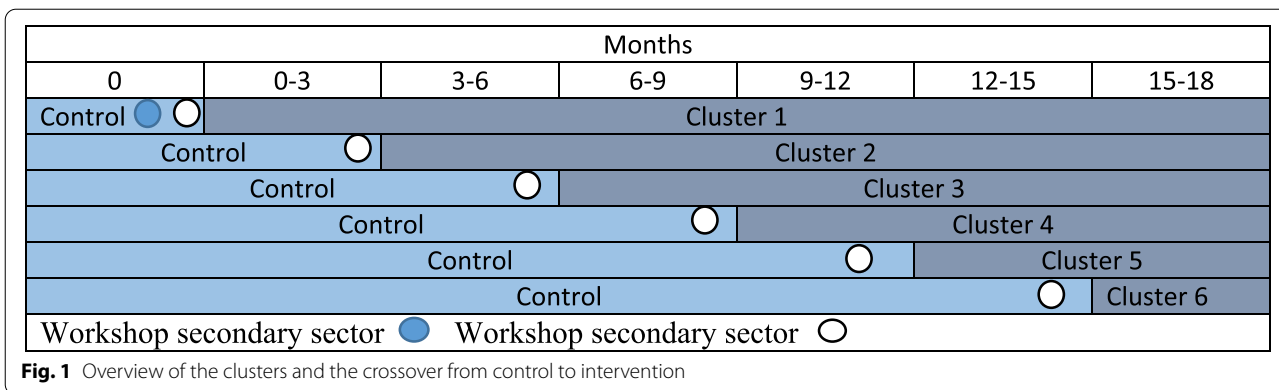 Months
0 0-3 3-6 6-9 9-12 12-15 15-18
Control Cluster 1
Control Cluster 2
Control Cluster 3
Control Cluster 4
Control Cluster 5
Control Cluster 6
Workshop secondary sector Workshop secondary sector
Fig. 1 Overview of the clusters and the crossover from control to intervention